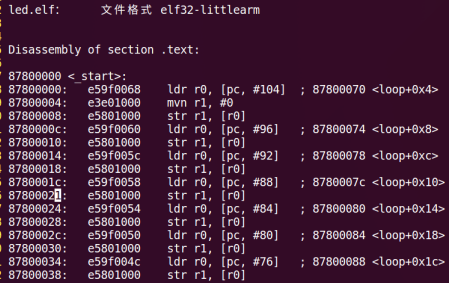 led.elf:      文件格式 elf32-littlearm
Disassembly of section .text:
87800000 <_start>:
87800000:   e59f0068   ldr r0, [pc, #104]  ; 87800070 <loop+0x4>
87800004:   e3e01000   mvn r1, #0
87800008:   e5801000   str r1, [r0]
8780000c:   e59f0060   ldr r0, [pc, #96]   ; 87800074 <loop+0x8>
87800010:   e5801000   str r1, [r0]
87800014:   e59f005c   ldr r0, [pc, #92]   ; 87800078 <loop+0xc>
87800018:   e5801000   str r1, [r0]
8780001c:   e59f0058   ldr r0, [pc, #88]   ; 8780007c <loop+0x10>
87800021:   e5801000   str r1, [r0]
87800024:   e59f0054   ldr r0, [pc, #84]   ; 87800080 <loop+0x14>
87800028:   e5801000   str r1, [r0]
8780002c:   e59f0050   ldr r0, [pc, #80]   ; 87800084 <loop+0x18>
87800030:   e5801000   str r1, [r0]
87800034:   e59f004c   ldr r0, [pc, #76]   ; 87800088 <loop+0x1c>
87800038:   e5801000   str r1, [r0]